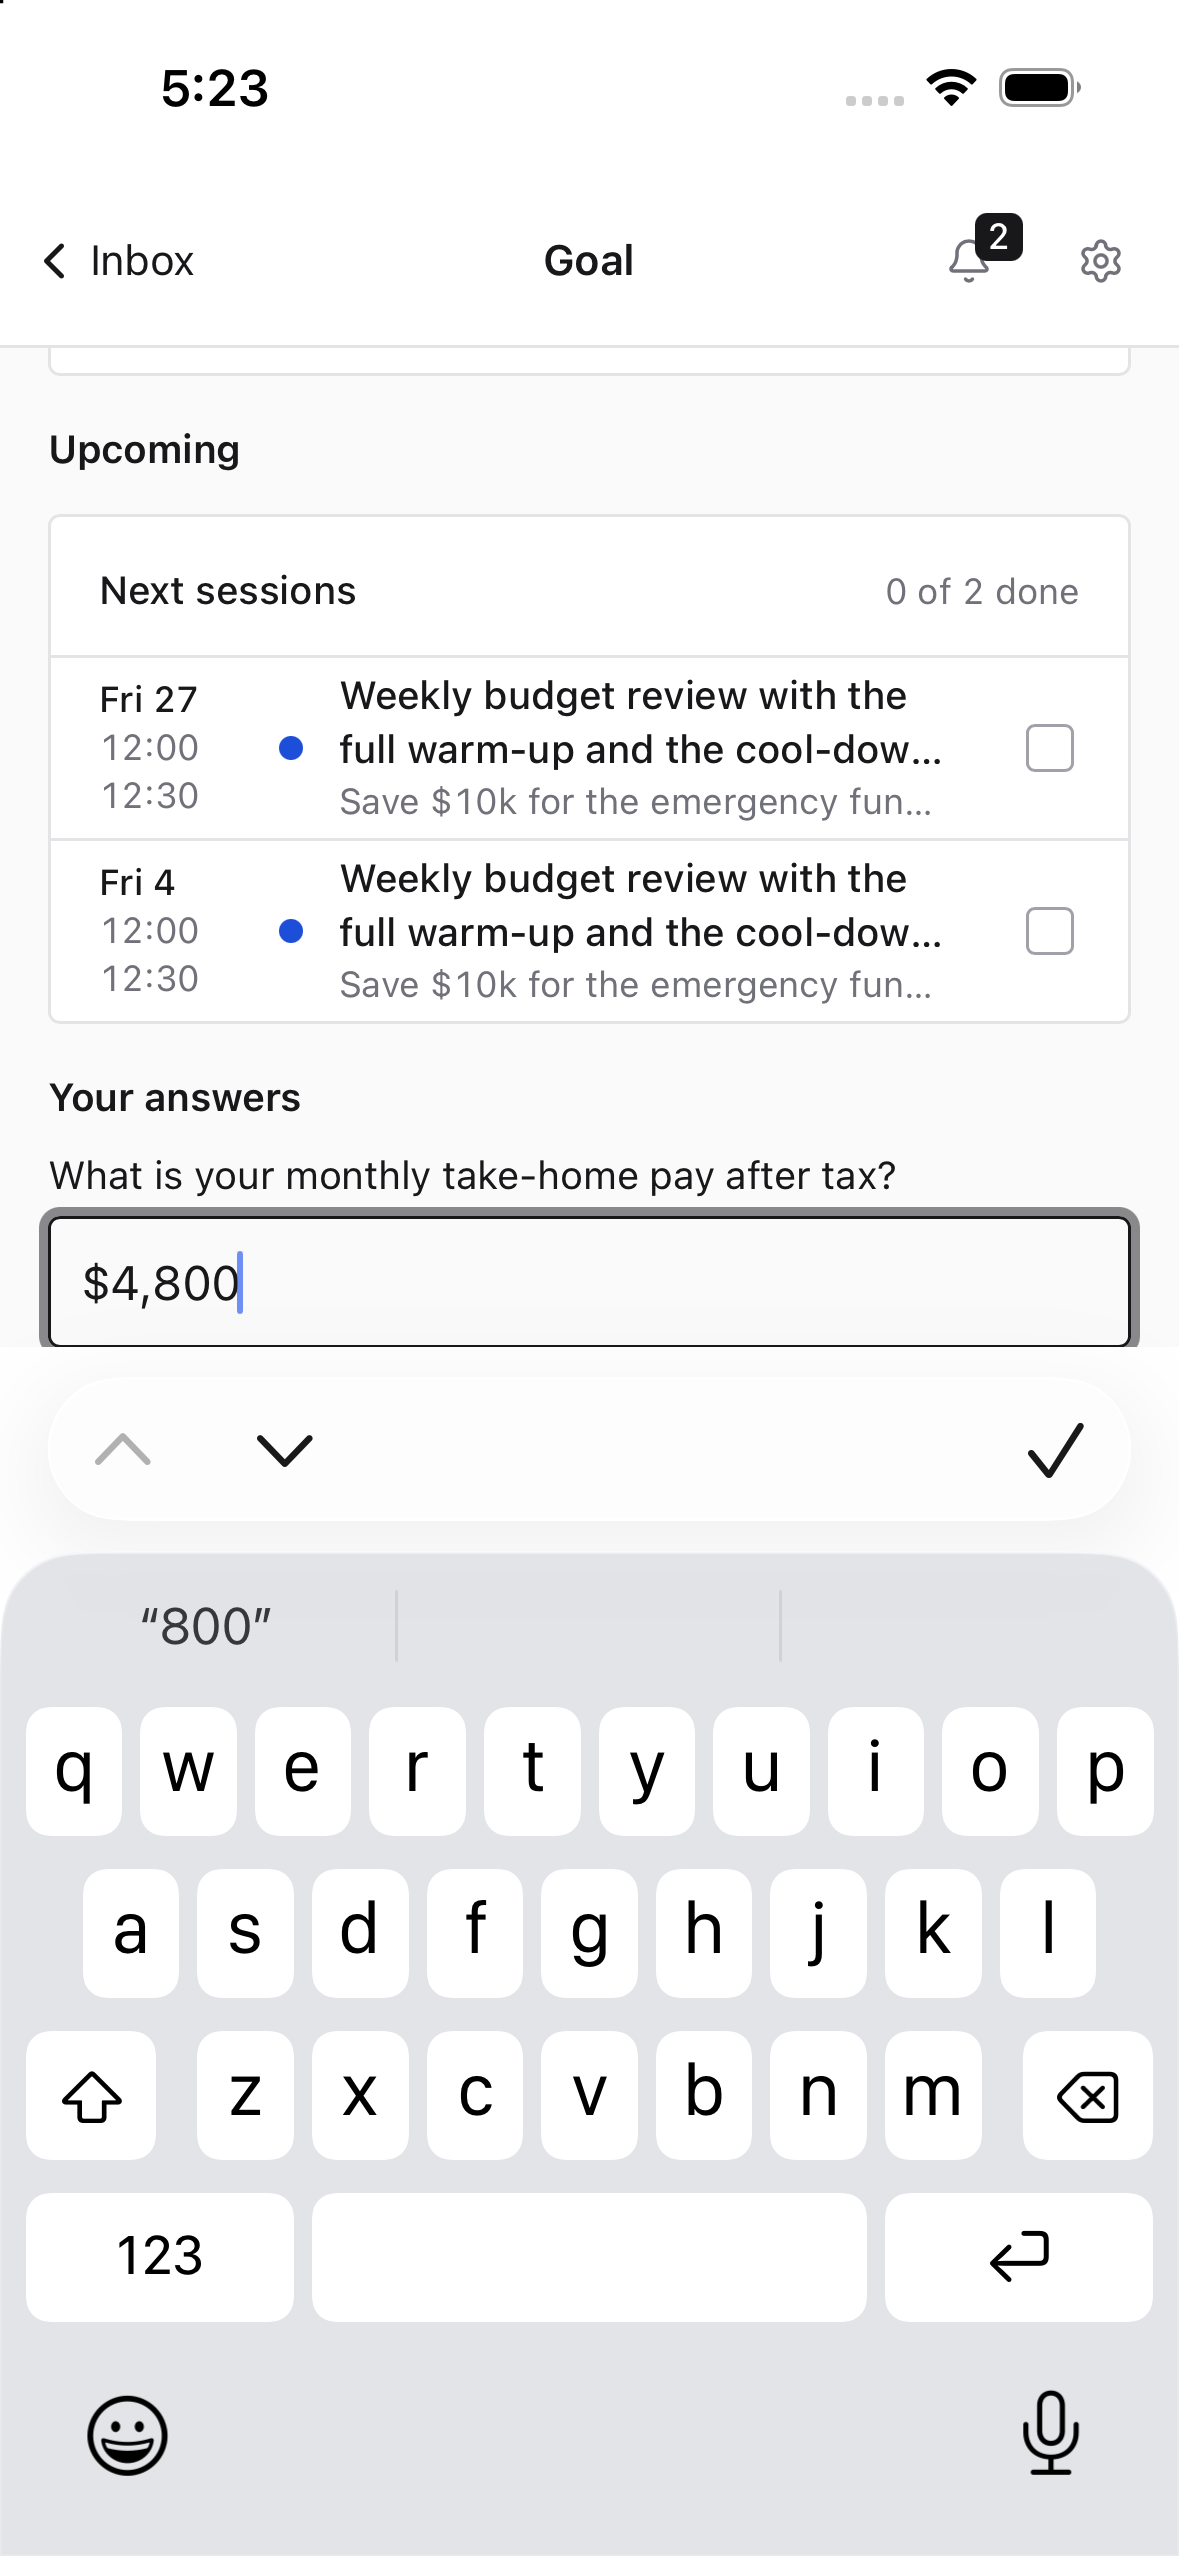 5:23
Inbox
Goal
2
Upcoming
Next sessions
0 of 2 done
Fri 27
12:00
12:30
Weekly budget review with the
full warm-up and the cool-dow...
Save $10k for the emergency fun...
Fri 4
12:00
12:30
Weekly budget review with the
full warm-up and the cool-dow...
Save $10k for the emergency fun...
Your answers
What is your monthly take-home pay after tax?
$4,800
“800”
q w e r t y u i o p
a s d f g h j k l
z x c v b n m
123